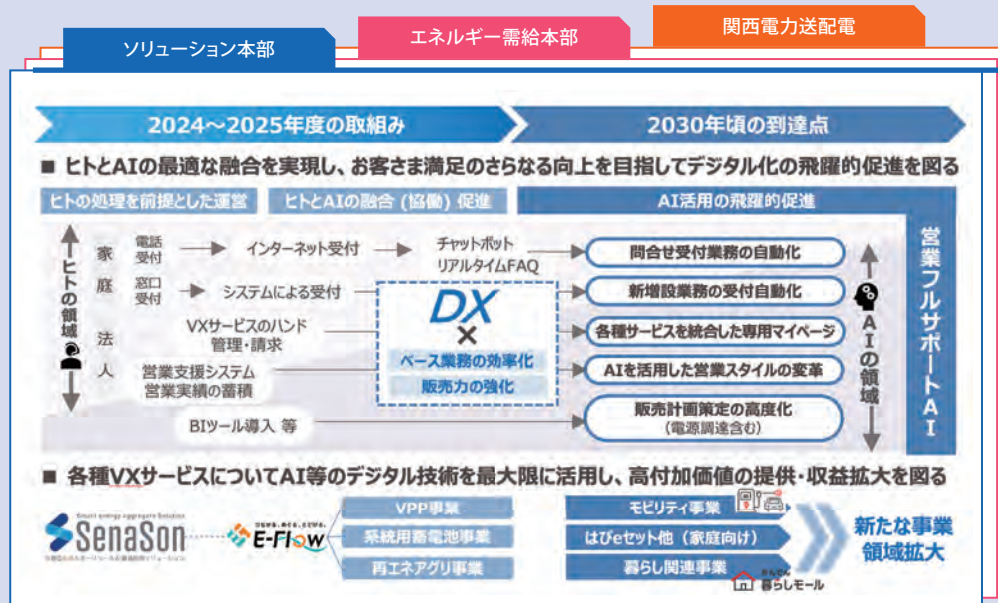 ソリューション本部
エネルギー需給本部
関西電力送配電
2024～2025年度の取組み
2030年頃の到達点
■ ヒトとAIの最適な融合を実現し、お客さま満足のさらなる向上を目指してデジタル化の飛躍的促進を図る
ヒトの処理を前提とした運営
ヒトとAIの融合 (協働) 促進
AI活用の飛躍的促進
ヒトの領域
家庭
法人
電話
受付
インターネット受付
チャットボット
リアルタイムFAQ
問合せ受付業務の自動化
窓口
受付
システムによる受付
新増設業務の受付自動化
VXサービスのハンド
管理・請求
各種サービスを統合した専用マイページ
営業支援システム
営業実績の蓄積
AIを活用した営業スタイルの変革
BIツール導入 等
販売計画策定の高度化
(電源調達含む)
DX
×
ベース業務の効率化
販売力の強化
AIの領域
営業フルサポートAI
■ 各種VXサービスについてAI等のデジタル技術を最大限に活用し、高付加価値の提供・収益拡大を図る
Smart energy aggregate Solution
SenaSon
E-Flow
VPP事業
系統用蓄電池事業
再エネアグリ事業
モビリティ事業
はぴeセット他（家庭向け）
暮らし関連事業
かんでん
暮らしモール
新たな事業
領域拡大